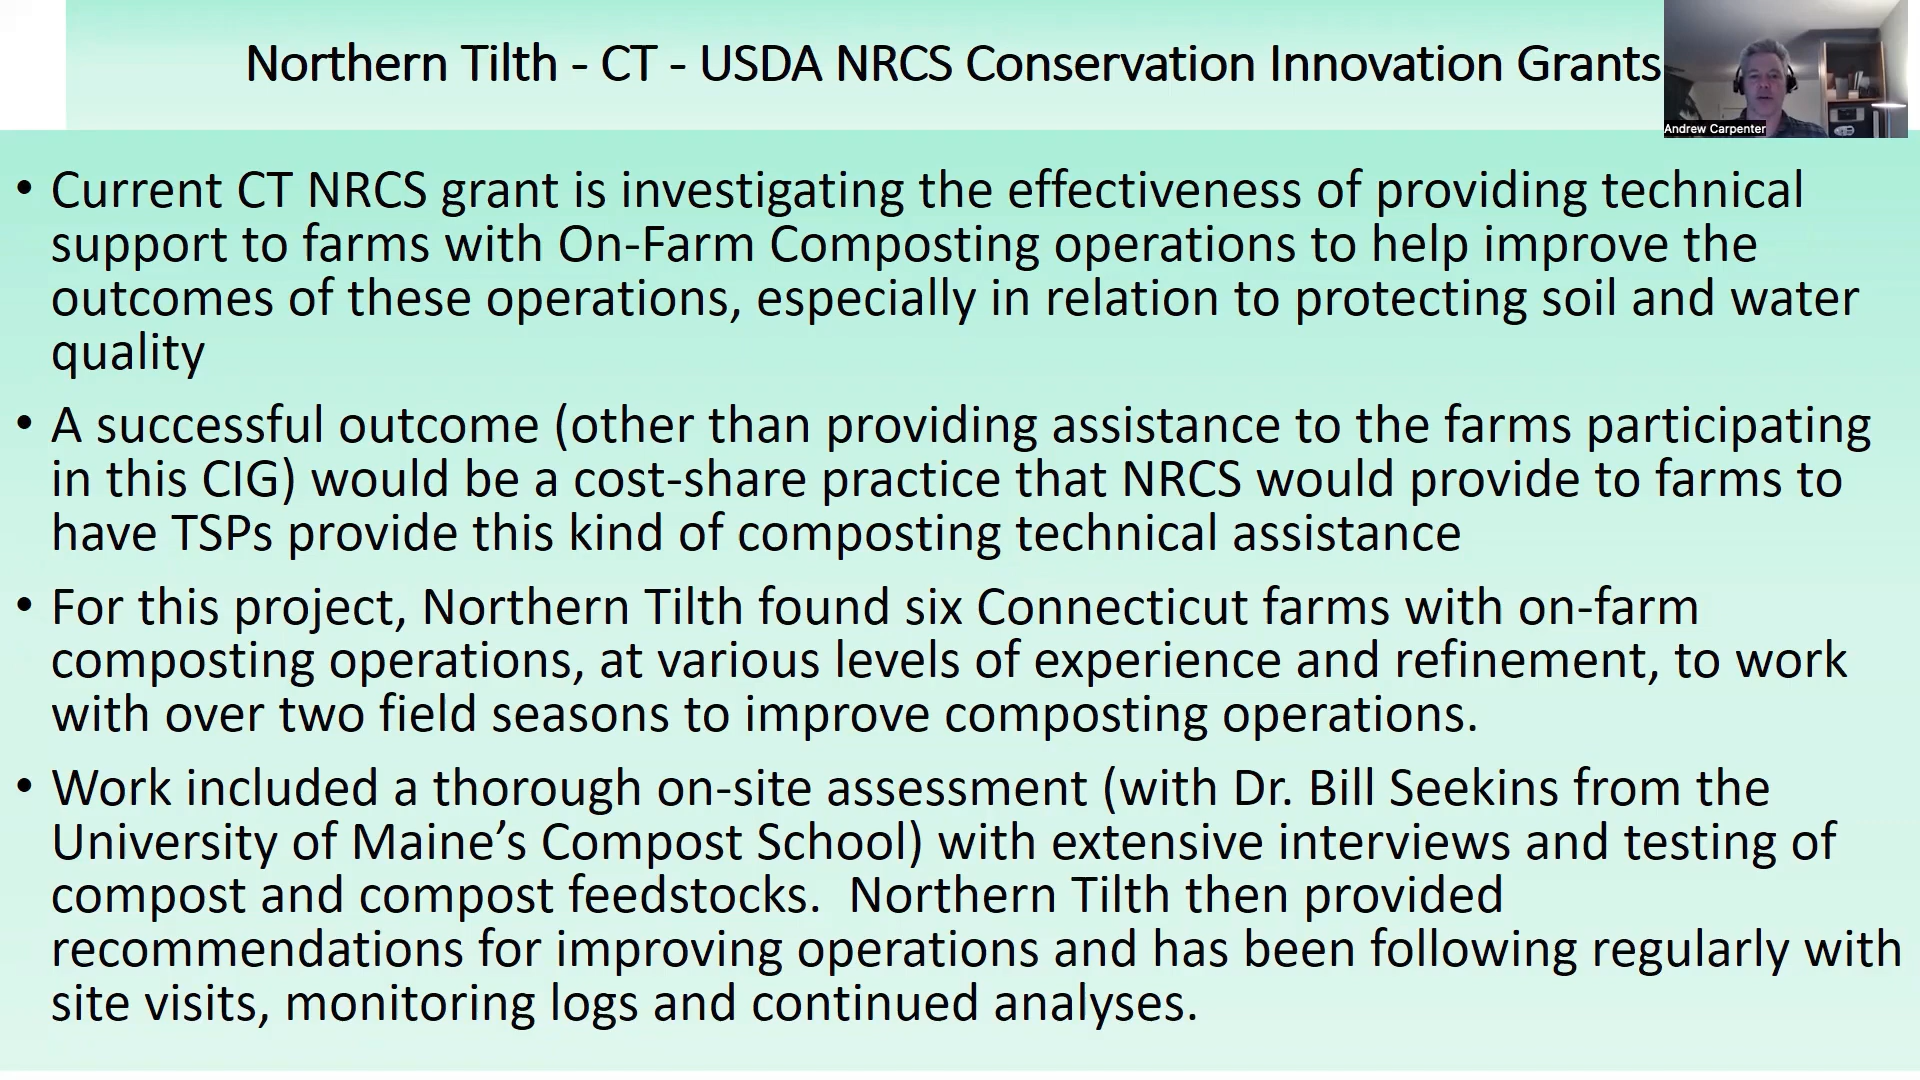 Northern Tilth - CT - USDA NRCS Conservation Innovation Grants
Andrew Carpenter
• Current CT NRCS grant is investigating the effectiveness of providing technical
support to farms with On-Farm Composting operations to help improve the
outcomes of these operations, especially in relation to protecting soil and water
quality
• A successful outcome (other than providing assistance to the farms participating
in this CIG) would be a cost-share practice that NRCS would provide to farms to
have TSPs provide this kind of composting technical assistance
• For this project, Northern Tilth found six Connecticut farms with on-farm
composting operations, at various levels of experience and refinement, to work
with over two field seasons to improve composting operations.
• Work included a thorough on-site assessment (with Dr. Bill Seekins from the
University of Maine’s Compost School) with extensive interviews and testing of
compost and compost feedstocks.  Northern Tilth then provided
recommendations for improving operations and has been following regularly with
site visits, monitoring logs and continued analyses.